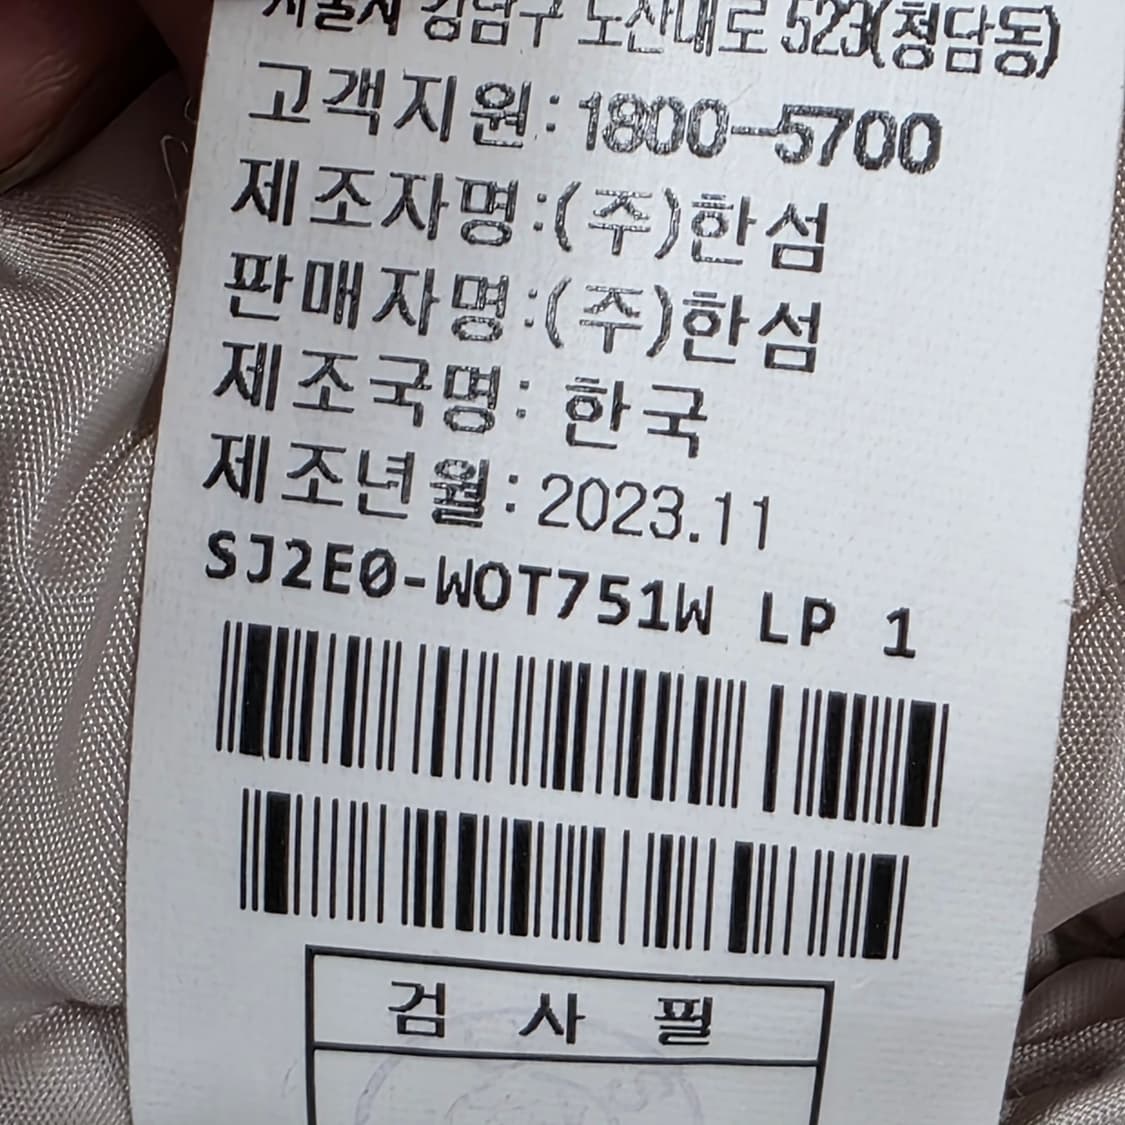 서울시 강남구 도산대로 523(청담동)
고객지원:1800-5700
제조자명:(주)한섬
판매자명:(주)한섬
제조국명: 한국
제조년월:2023.11
SJ2E0-WOT751W LP 1
검 사 필